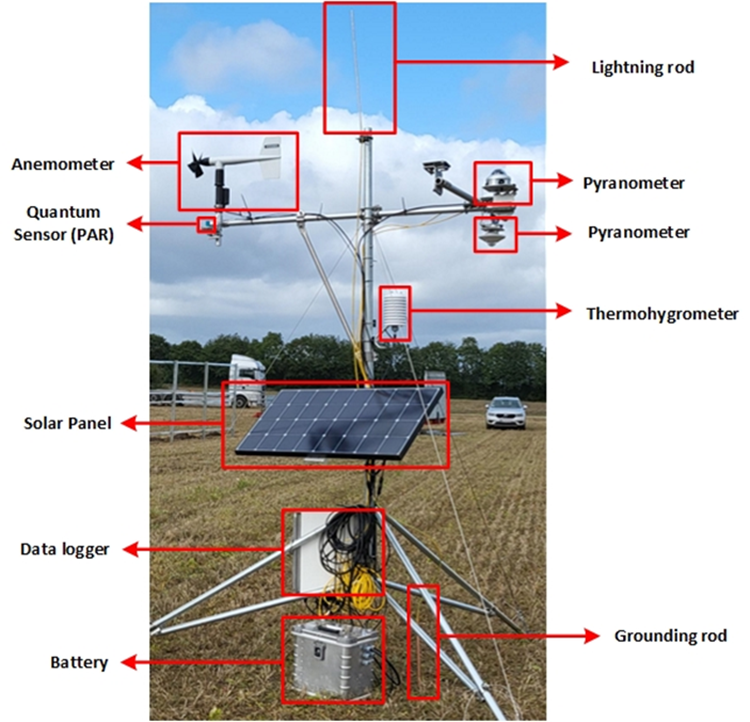 Lightning rod
Anemometer
Pyranometer
Quantum
Sensor (PAR)
Pyranometer
Thermohygrometer
Solar Panel
Data logger
Grounding rod
Battery